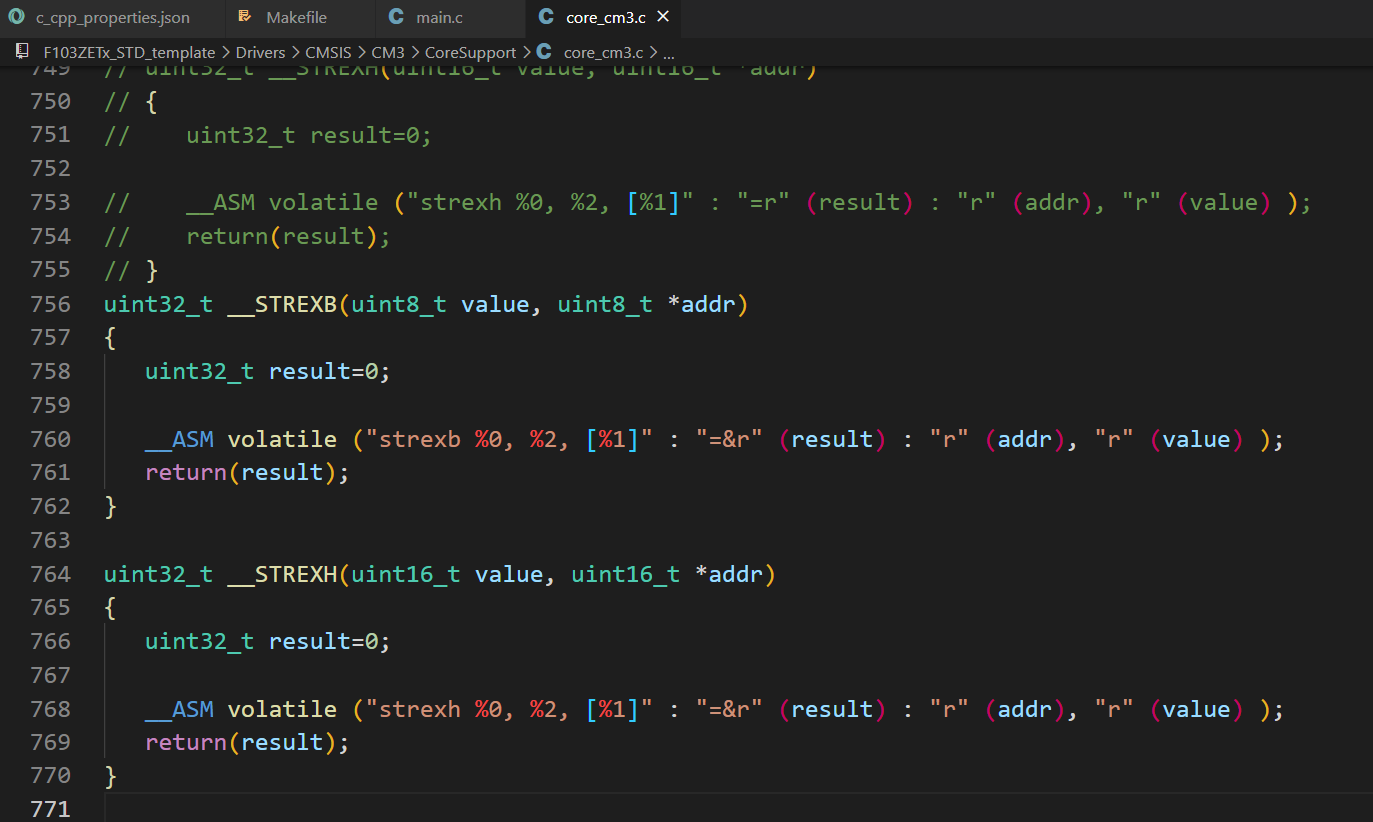 c_cpp_properties.json Makefile C main.c C core_cm3.c ×
F103ZETx_STD_template > Drivers > CMSIS > CM3 > CoreSupport > C core_cm3.c > ...
749 // uint32_t __STREXH(uint16_t value, uint16_t *addr)
750 // {
751 //    uint32_t result=0;
752
753 //    __ASM volatile ("strexh %0, %2, [%1]" : "=r" (result) : "r" (addr), "r" (value) );
754 //    return(result);
755 // }
756 uint32_t __STREXB(uint8_t value, uint8_t *addr)
757 {
758    uint32_t result=0;
759
760    __ASM volatile ("strexb %0, %2, [%1]" : "=&r" (result) : "r" (addr), "r" (value) );
761    return(result);
762 }
763
764 uint32_t __STREXH(uint16_t value, uint16_t *addr)
765 {
766    uint32_t result=0;
767
768    __ASM volatile ("strexh %0, %2, [%1]" : "=&r" (result) : "r" (addr), "r" (value) );
769    return(result);
770 }
771